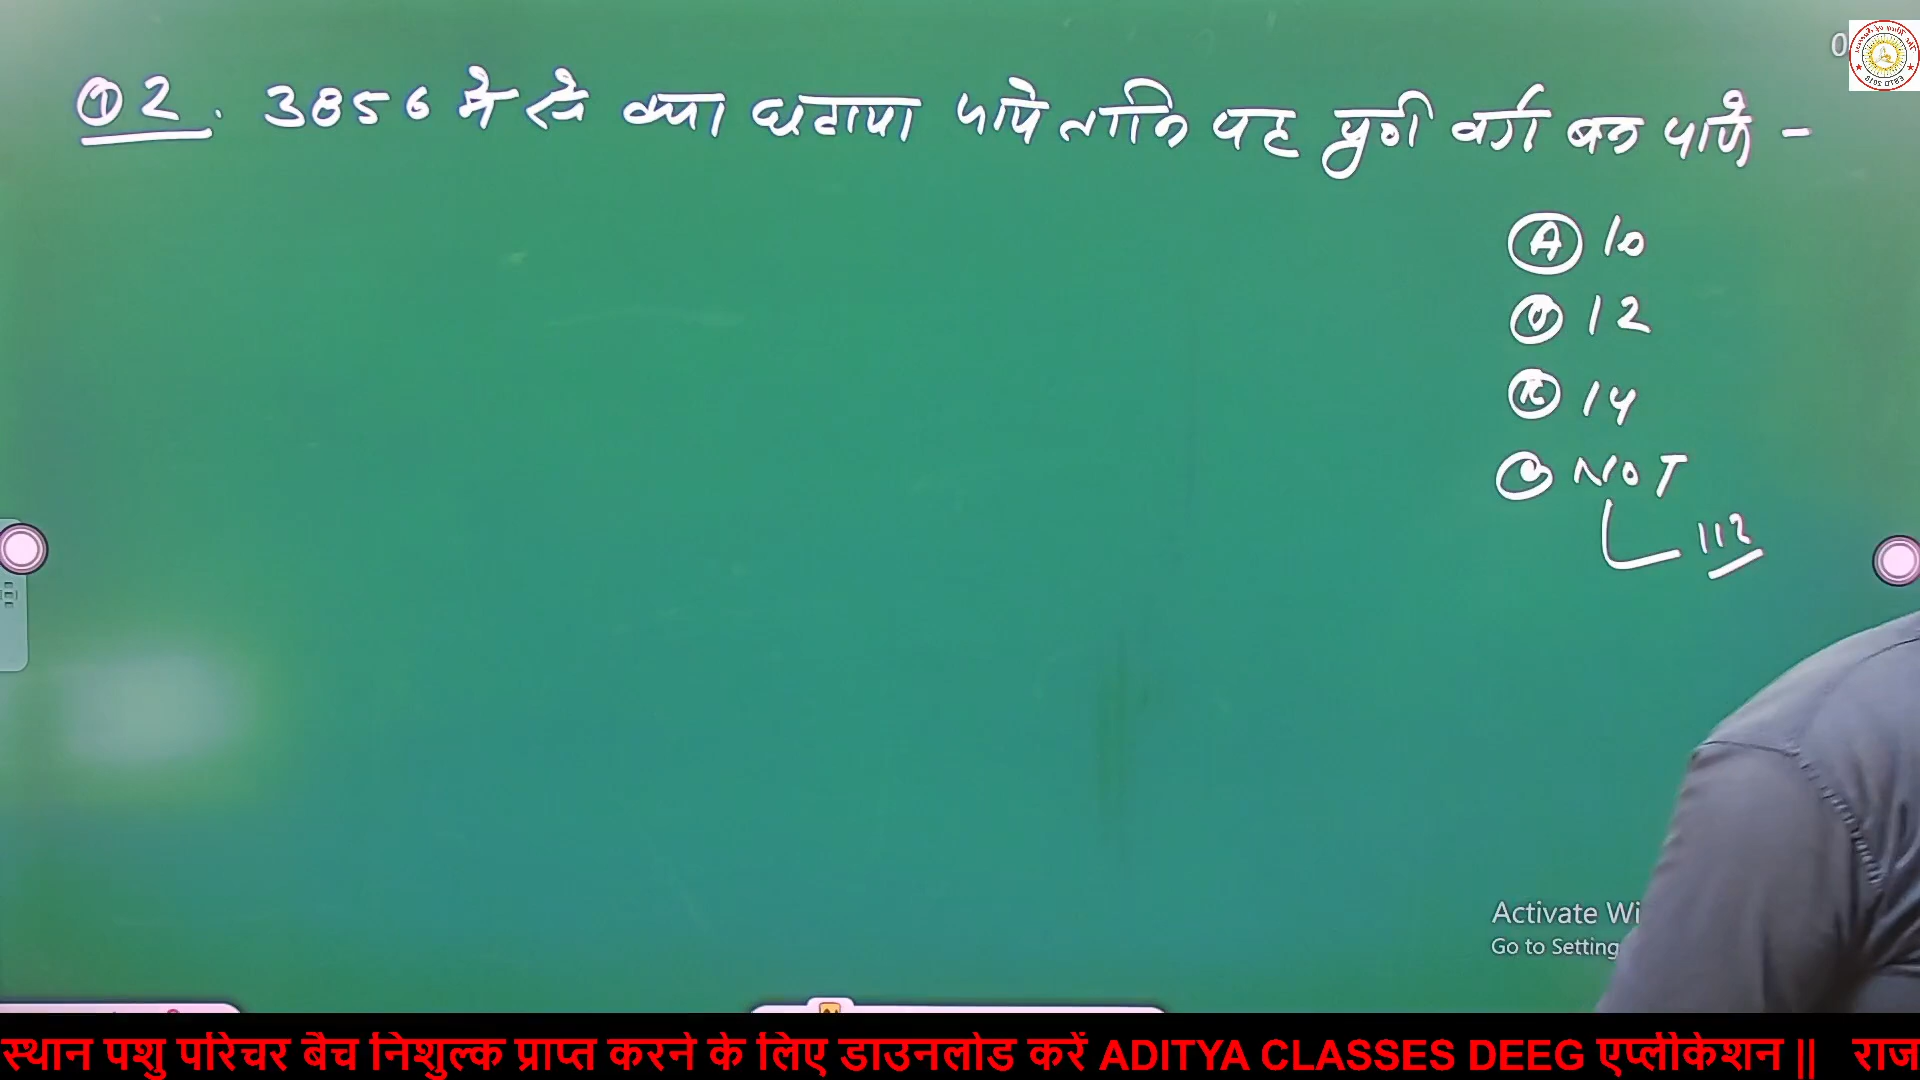 Q 2. 3856 में से क्या घटाया जाये ताकि यह पूर्ण वर्ग बन जाये -
A 10
12
14
NOT
112
Activate Wi
Go to Setting
स्थान पशु परिचर बैच निशुल्क प्राप्त करने के लिए डाउनलोड करें ADITYA CLASSES DEEG एप्लीकेशन || राज